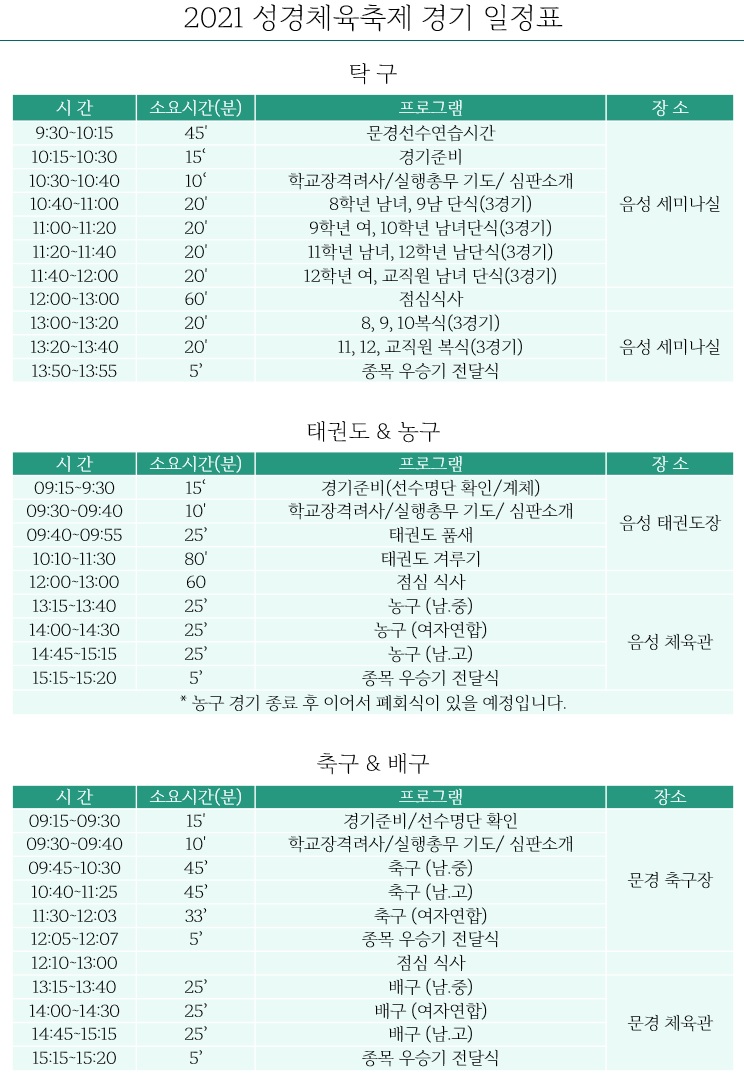 2021 성경체육축제 경기 일정표
탁 구
시 간 소요시간(분) 프로그램 장 소
9:30~10:15 45' 문경선수연습시간
10:15~10:30 15‘ 경기준비
10:30~10:40 10‘ 학교장격려사/실행총무 기도/ 심판소개
10:40~11:00 20' 8학년 남녀, 9남 단식(3경기) 음성 세미나실
11:00~11:20 20' 9학년 여, 10학년 남녀단식(3경기)
11:20~11:40 20' 11학년 남녀, 12학년 남단식(3경기)
11:40~12:00 20' 12학년 여, 교직원 남녀 단식(3경기)
12:00~13:00 60' 점심식사
13:00~13:20 20' 8, 9, 10복식(3경기)
13:20~13:40 20' 11, 12, 교직원 복식(3경기) 음성 세미나실
13:50~13:55 5’ 종목 우승기 전달식
태권도 & 농구
시 간 소요시간(분) 프로그램 장 소
09:15~9:30 15‘ 경기준비(선수명단 확인/계체)
09:30~09:40 10' 학교장격려사/실행총무 기도/ 심판소개 음성 태권도장
09:40~09:55 25’ 태권도 품새
10:10~11:30 80' 태권도 겨루기
12:00~13:00 60 점심 식사
13:15~13:40 25’ 농구 (남.중)
14:00~14:30 25’ 농구 (여자연합) 음성 체육관
14:45~15:15 25’ 농구 (남.고)
15:15~15:20 5’ 종목 우승기 전달식
* 농구 경기 종료 후 이어서 폐회식이 있을 예정입니다.
축구 & 배구
시 간 소요시간(분) 프로그램 장소
09:15~09:30 15' 경기준비/선수명단 확인
09:30~09:40 10' 학교장격려사/실행총무 기도/ 심판소개
09:45~10:30 45’ 축구 (남.중) 문경 축구장
10:40~11:25 45’ 축구 (남.고)
11:30~12:03 33’ 축구 (여자연합)
12:05~12:07 5’ 종목 우승기 전달식
12:10~13:00 점심 식사
13:15~13:40 25’ 배구 (남.중)
14:00~14:30 25’ 배구 (여자연합) 문경 체육관
14:45~15:15 25’ 배구 (남.고)
15:15~15:20 5’ 종목 우승기 전달식